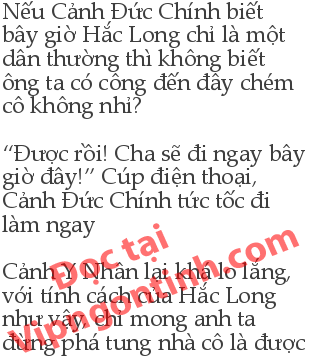 Nếu Cảnh Đức Chính biết
bây giờ Hắc Long chỉ là một
dân thường thì không biết
ông ta có công đến đây chém
cô không nhỉ?
“Được rồi! Cha sẽ đi ngay bây
giờ đây!” Cúp điện thoại,
Cảnh Đức Chính tức tốc đi
làm ngay
Cảnh Y Nhân lại khá lo lắng,
với tính cách của Hắc Long
như vậy, chỉ mong anh ta
đừng phá tung nhà cô là được
Đọc tại
Vipngontinh.com